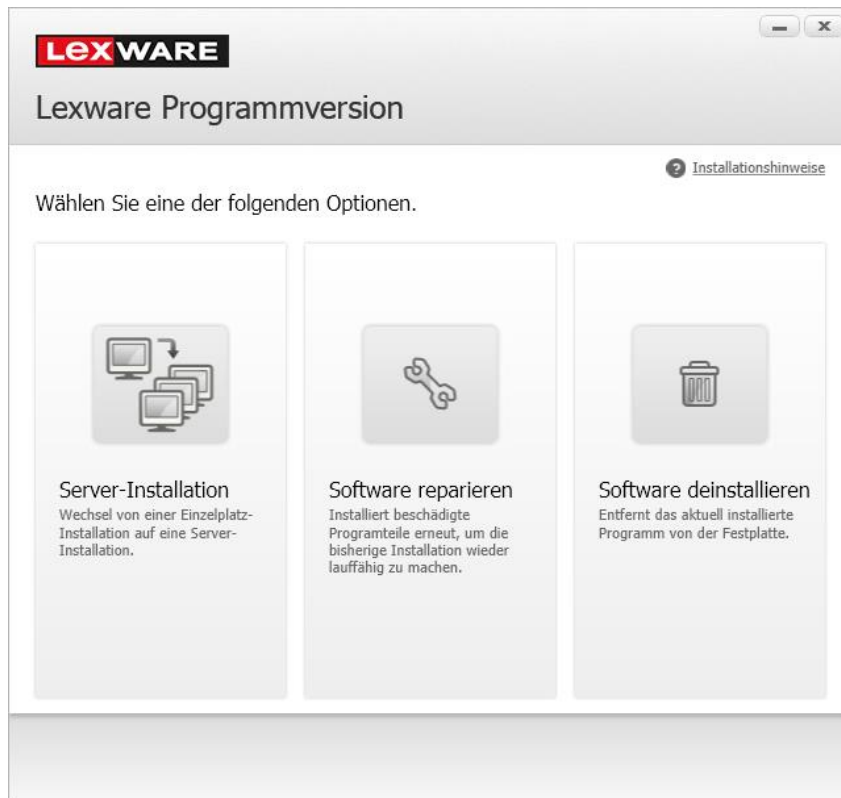 LEXWARE
Lexware Programmversion
Installationshinweise
Wählen Sie eine der folgenden Optionen.
Server-Installation
Wechsel von einer Einzelplatz-
Installation auf eine Server-
Installation.
Software reparieren
Installiert beschädigte
Programteile erneut, um die
bisherige Installation wieder
lauffähig zu machen.
Software deinstallieren
Entfernt das aktuell installierte
Programm von der Festplatte.